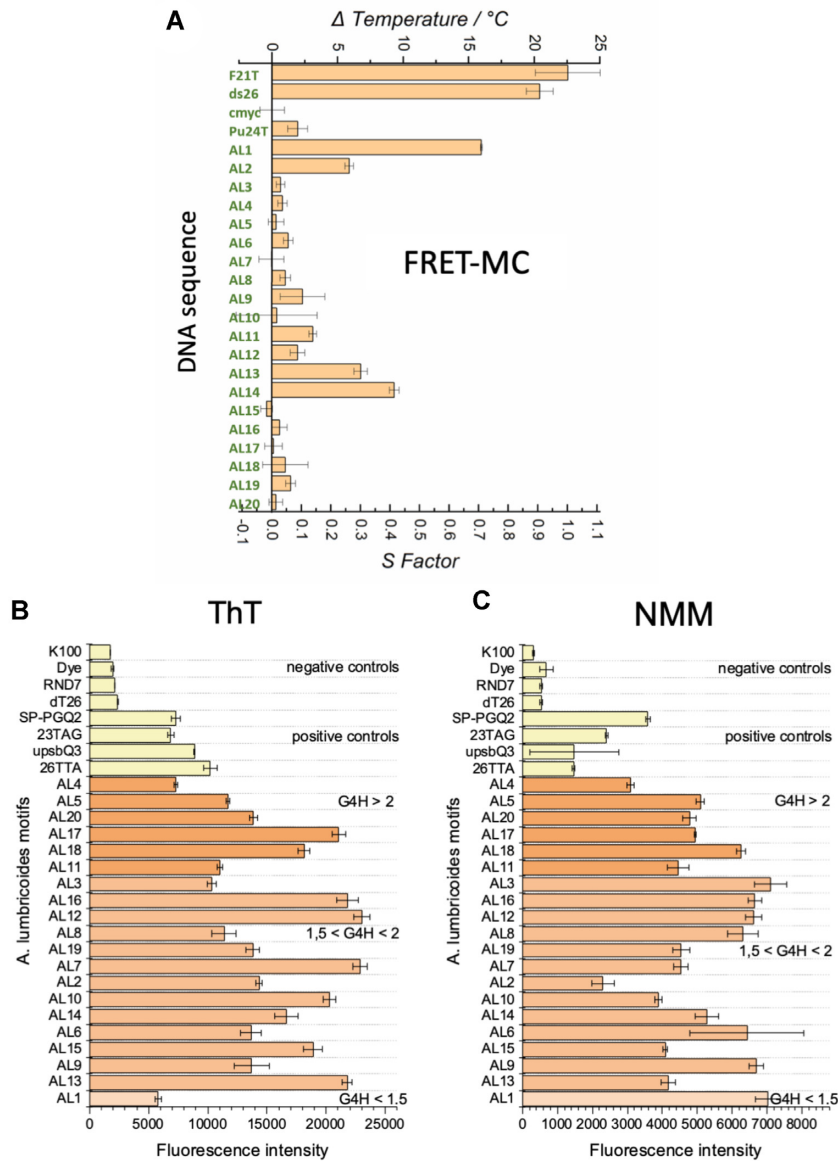 A
Δ Temperature / °C
0 5 10 15 20 25
DNA sequence
F21T
ds26
cmyc
Pu24T
AL1
AL2
AL3
AL4
AL5
AL6
AL7
AL8
AL9
AL10
AL11
AL12
AL13
AL14
AL15
AL16
AL17
AL18
AL19
AL20
FRET-MC
-0.1 0.0 0.1 0.2 0.3 0.4 0.5 0.6 0.7 0.8 0.9 1.0 1.1
S Factor
B
ThT
A. lumbricoides motifs
K100
Dye negative controls
RND7
dT26
SP-PGQ2
23TAG positive controls
upsbQ3
26TTA
AL4
AL5 G4H > 2
AL20
AL17
AL18
AL11
AL3
AL16
AL12
AL8 1,5 < G4H < 2
AL19
AL7
AL2
AL10
AL14
AL6
AL15
AL9
AL13
AL1 G4H < 1.5
0 5000 10000 15000 20000 25000
Fluorescence intensity
C
NMM
A. lumbricoides motifs
K100
Dye negative controls
RND7
dT26
SP-PGQ2
23TAG positive controls
upsbQ3
26TTA
AL4
AL5 G4H > 2
AL20
AL17
AL18
AL11
AL3
AL16
AL12
AL8
AL19 1,5 < G4H < 2
AL7
AL2
AL10
AL14
AL6
AL15
AL9
AL13
AL1 G4H < 1.5
0 1000 2000 3000 4000 5000 6000 7000 8000
Fluorescence intensity